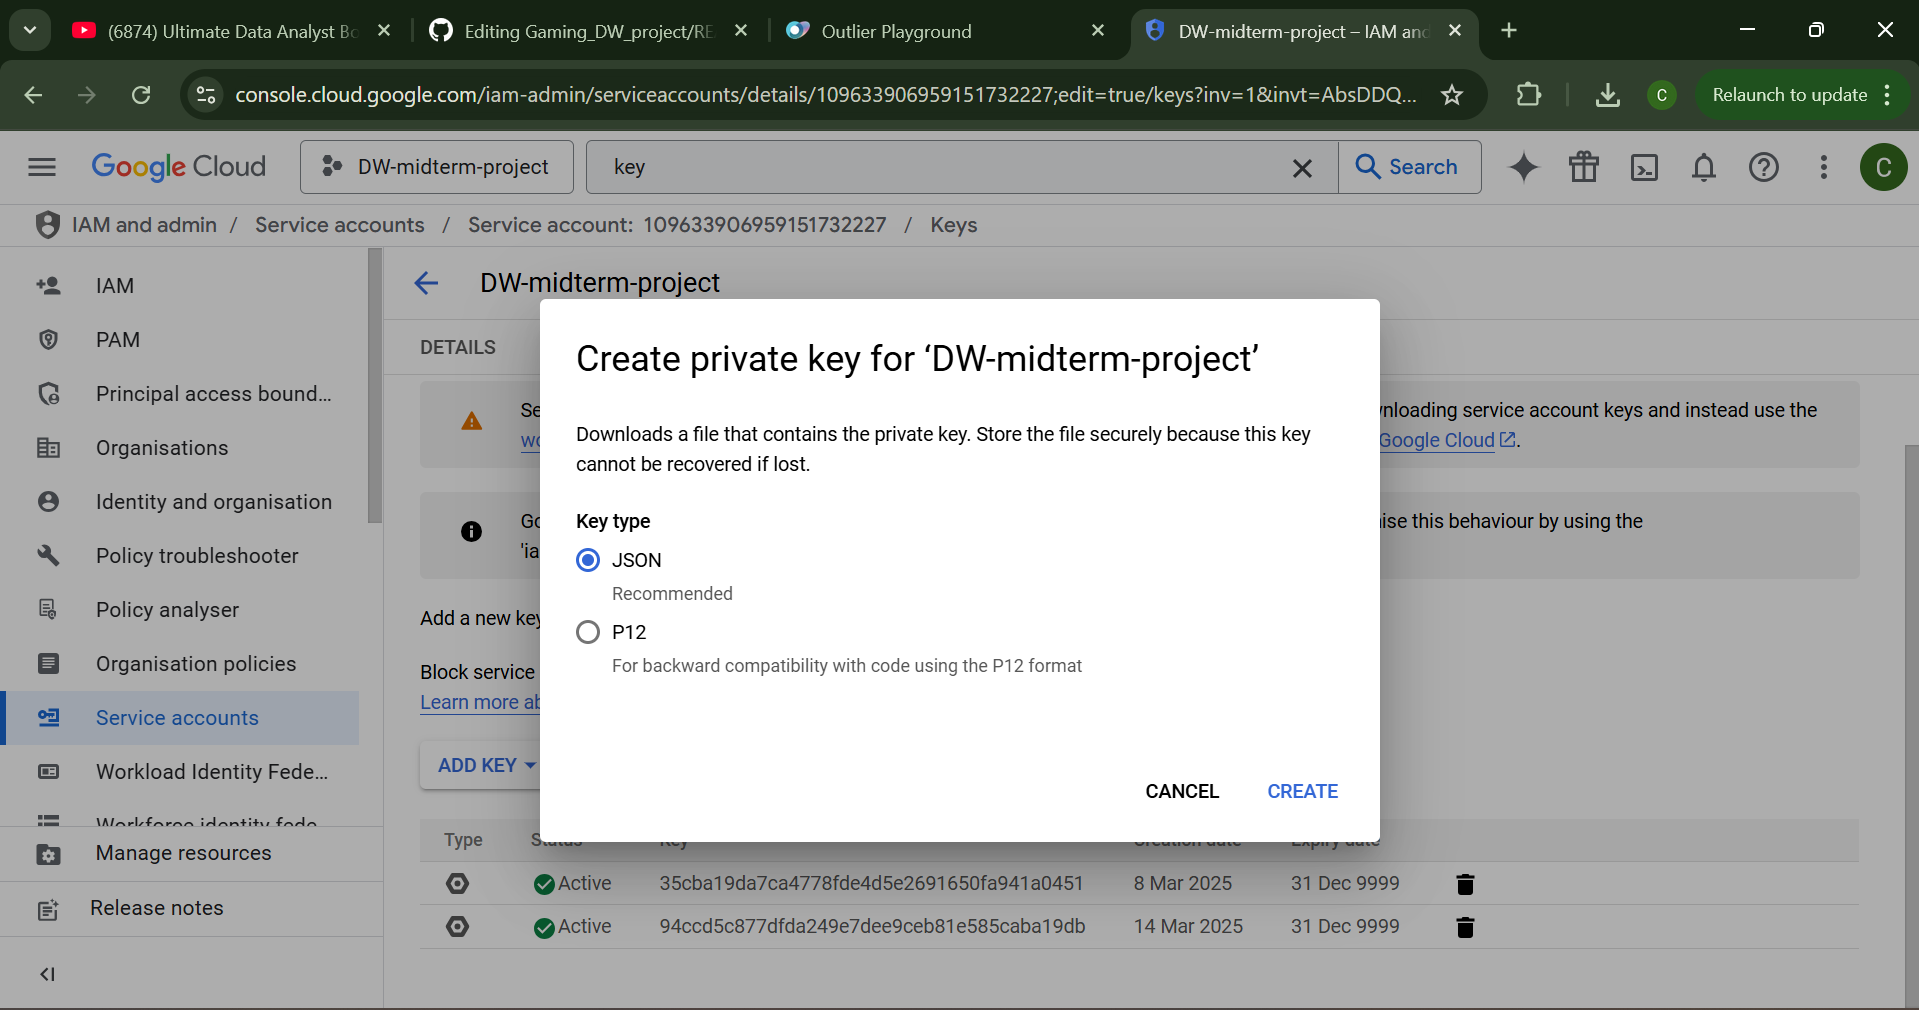 (6874) Ultimate Data Analyst Bo
Editing Gaming_DW_project/RE
Outlier Playground
DW-midterm-project – IAM and
console.cloud.google.com/iam-admin/serviceaccounts/details/109633906959151732227;edit=true/keys?inv=1&invt=AbsDDQ...
C
Relaunch to update
Google Cloud
DW-midterm-project
key
Search
C
IAM and admin / Service accounts / Service account: 109633906959151732227 / Keys
IAM
PAM
Principal access bound...
Organisations
Identity and organisation
Policy troubleshooter
Policy analyser
Organisation policies
Service accounts
Workload Identity Fede...
Workforce identity fede
Manage resources
Release notes
DW-midterm-project
DETAILS
Se
nloading service account keys and instead use the
wo
Google Cloud.
Go
ise this behaviour by using the
'ia
Add a new key
Block service
Learn more ab
ADD KEY
Create private key for ‘DW-midterm-project’
Downloads a file that contains the private key. Store the file securely because this key
cannot be recovered if lost.
Key type
JSON
Recommended
P12
For backward compatibility with code using the P12 format
CANCEL
CREATE
Type Status Key Creation date Expiry date
Active 35cba19da7ca4778fde4d5e2691650fa941a0451 8 Mar 2025 31 Dec 9999
Active 94ccd5c877dfda249e7dee9ceb81e585caba19db 14 Mar 2025 31 Dec 9999